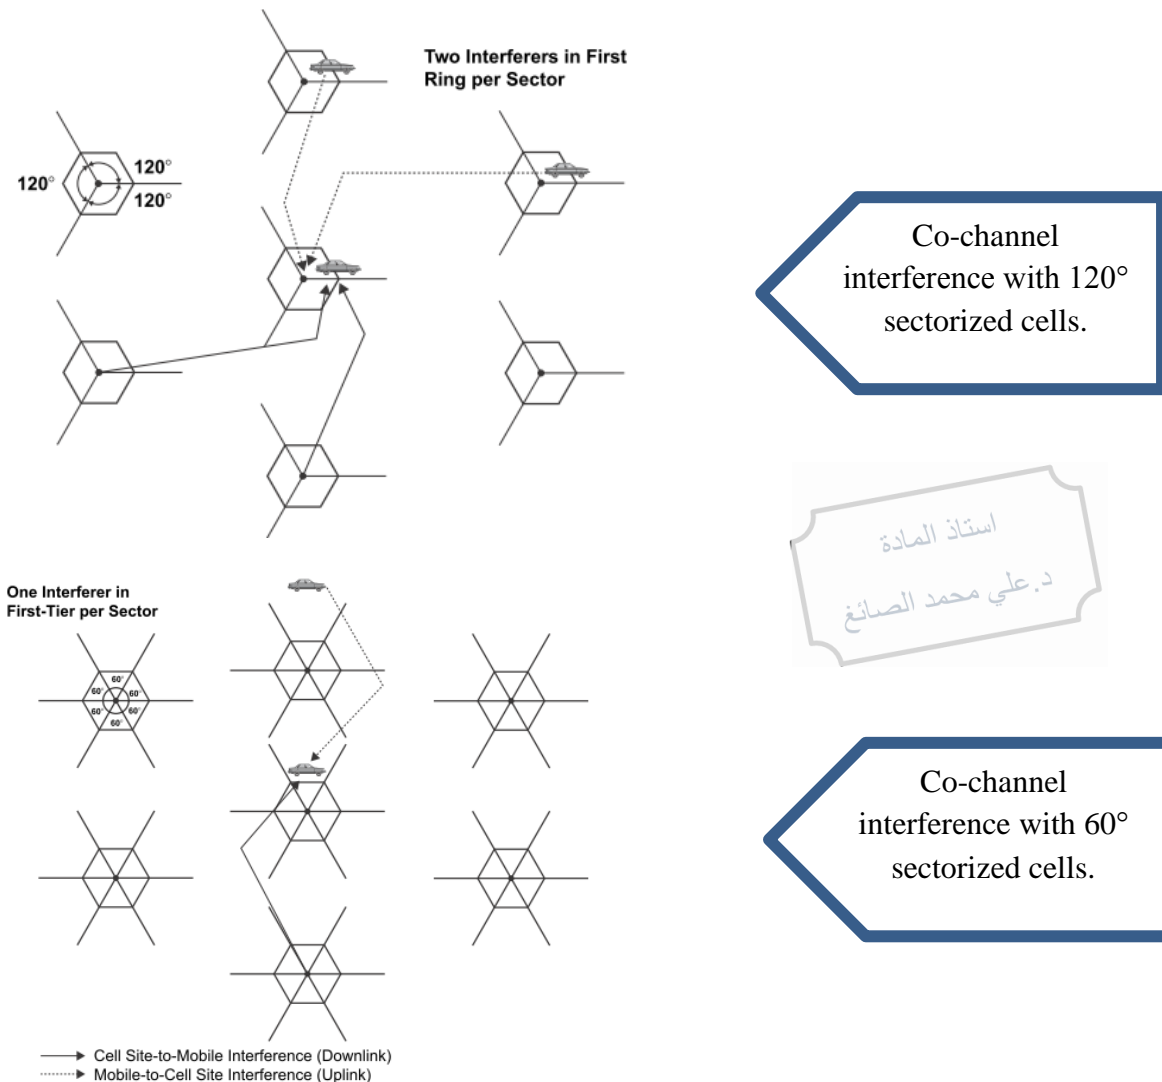 Two Interferers in First
Ring per Sector
120°
120°
120°
Co-channel
interference with 120°
sectorized cells.
استاذ المادة
د.علي محمد الصائغ
One Interferer in
First-Tier per Sector
60°
60°
60°
60°
60°
60°
Co-channel
interference with 60°
sectorized cells.
Cell Site-to-Mobile Interference (Downlink)
Mobile-to-Cell Site Interference (Uplink)